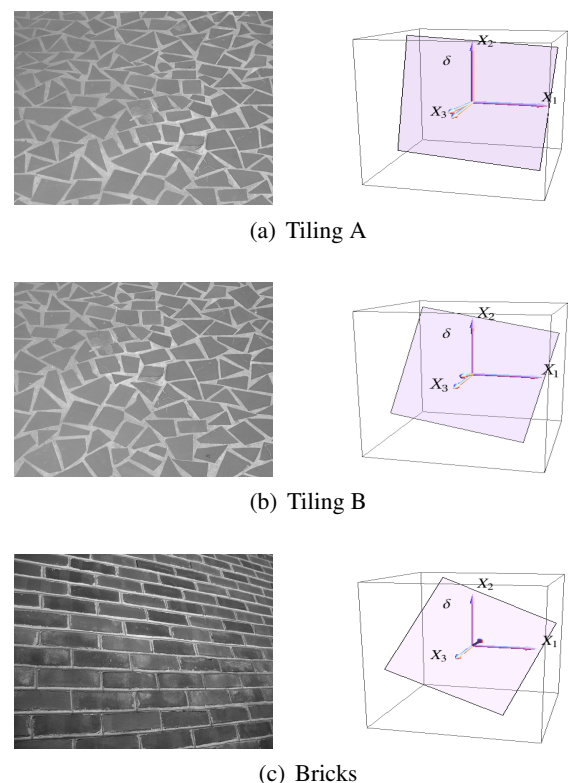 X2
δ
X3
X1
(a) Tiling A
X2
δ
X3
X1
(b) Tiling B
X2
δ
X3
X1
(c) Bricks